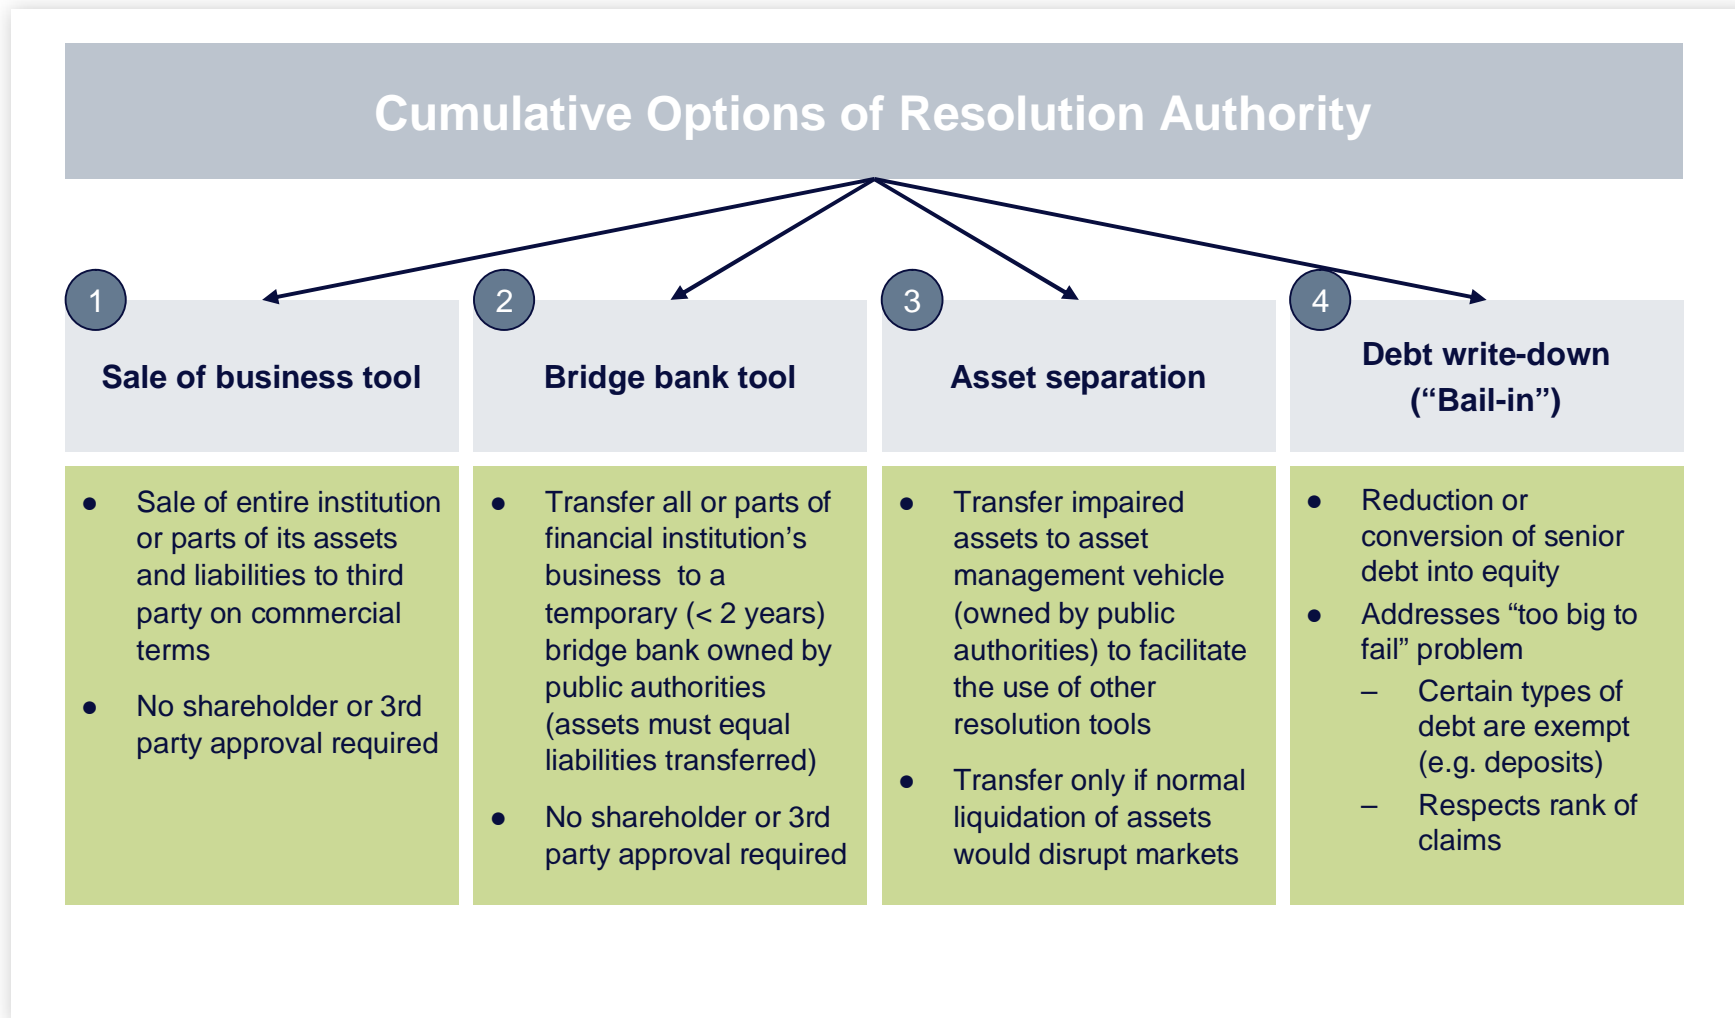 Cumulative Options of Resolution Authority
1
Sale of business tool
● Sale of entire institution
or parts of its assets
and liabilities to third
party on commercial
terms
● No shareholder or 3rd
party approval required
2
Bridge bank tool
● Transfer all or parts of
financial institution’s
business  to a
temporary (< 2 years)
bridge bank owned by
public authorities
(assets must equal
liabilities transferred)
● No shareholder or 3rd
party approval required
3
Asset separation
● Transfer impaired
assets to asset
management vehicle
(owned by public
authorities) to facilitate
the use of other
resolution tools
● Transfer only if normal
liquidation of assets
would disrupt markets
4
Debt write-down
(“Bail-in”)
● Reduction or
conversion of senior
debt into equity
● Addresses “too big to
fail” problem
– Certain types of
debt are exempt
(e.g. deposits)
– Respects rank of
claims